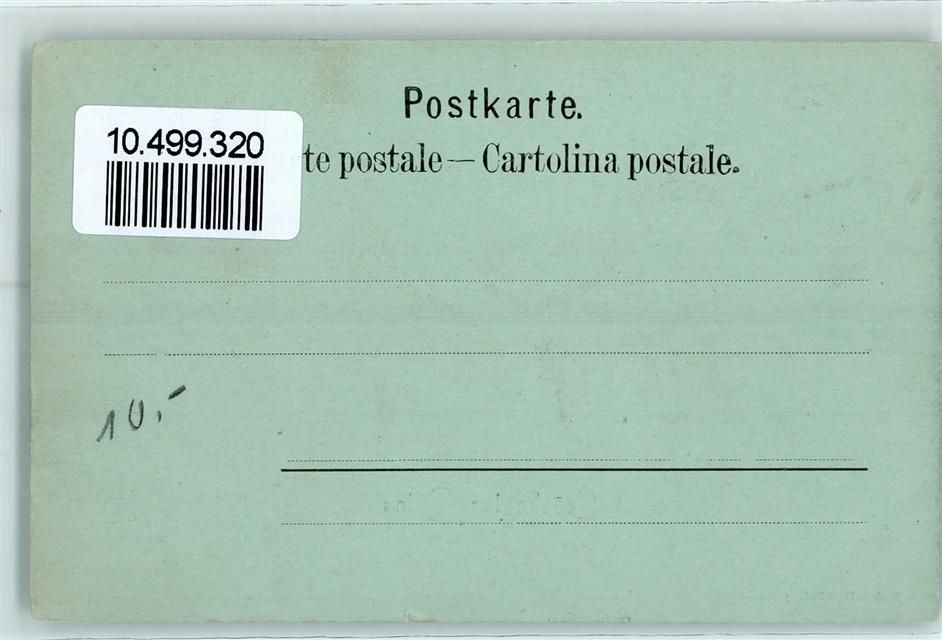 Postkarte.
10.499.320
te postale — Cartolina postale.
10.-